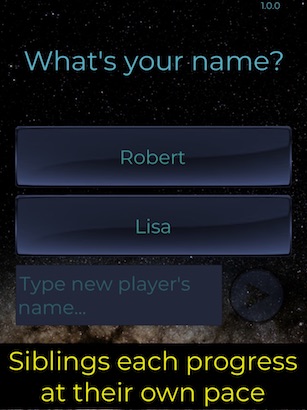 1.0.0
What's your name?
Robert
Lisa
Type new player's
name...
Siblings each progress
at their own pace